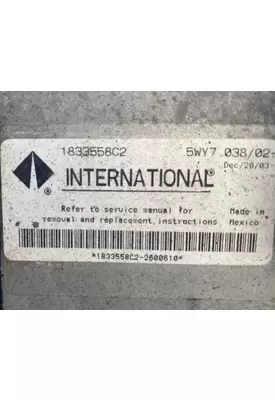 1833558C2 5WY7 038/02-
Dec/20/03-
INTERNATIONAL®
®
Refer to service manual for
removal and replacement, instructions
Made in
Mexico
*1833558C2-2600610*